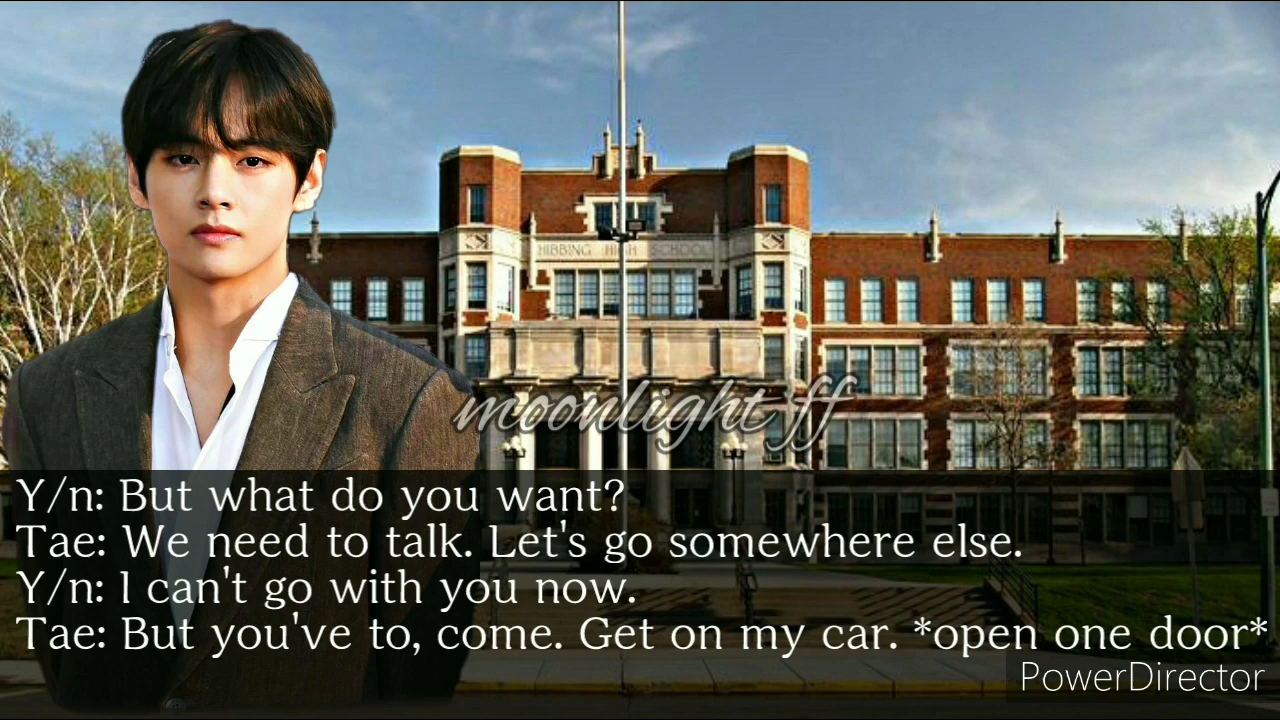 HIBBING HIGH SCHOOL
moonlight ff
Y/n: But what do you want?
Tae: We need to talk. Let's go somewhere else.
Y/n: I can't go with you now.
Tae: But you've to, come. Get on my car. *open one door*
PowerDirector